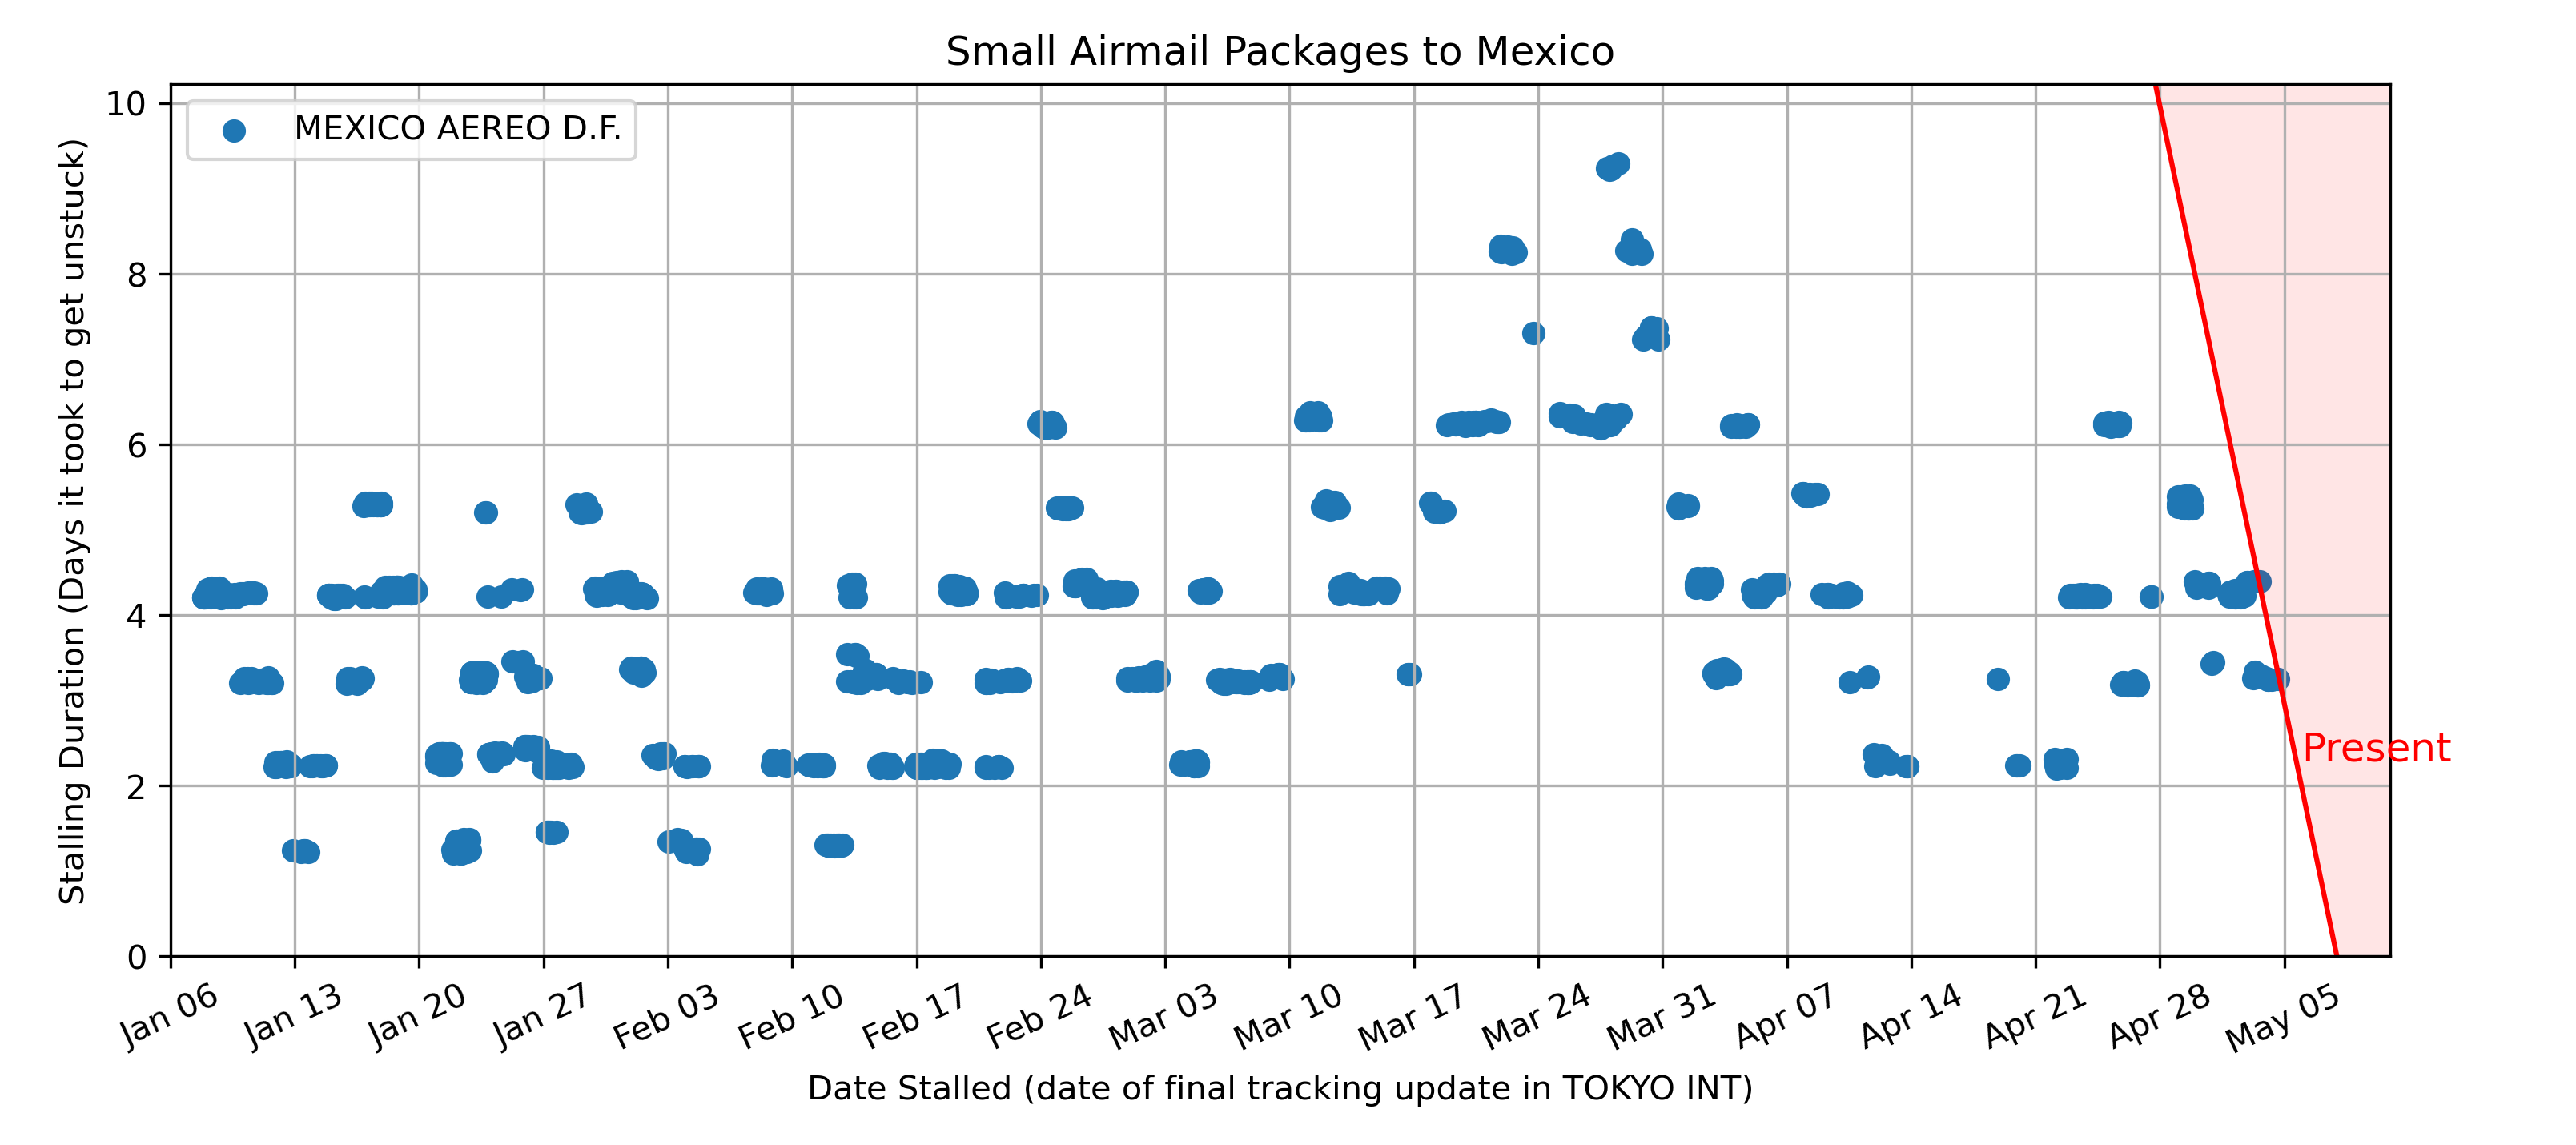 Small Airmail Packages to Mexico
MEXICO AEREO D.F.
Stalling Duration (Days it took to get unstuck)
10
8
6
4
2
0
Present
Jan 06 Jan 13 Jan 20 Jan 27 Feb 03 Feb 10 Feb 17 Feb 24 Mar 03 Mar 10 Mar 17 Mar 24 Mar 31 Apr 07 Apr 14 Apr 21 Apr 28 May 05
Date Stalled (date of final tracking update in TOKYO INT)